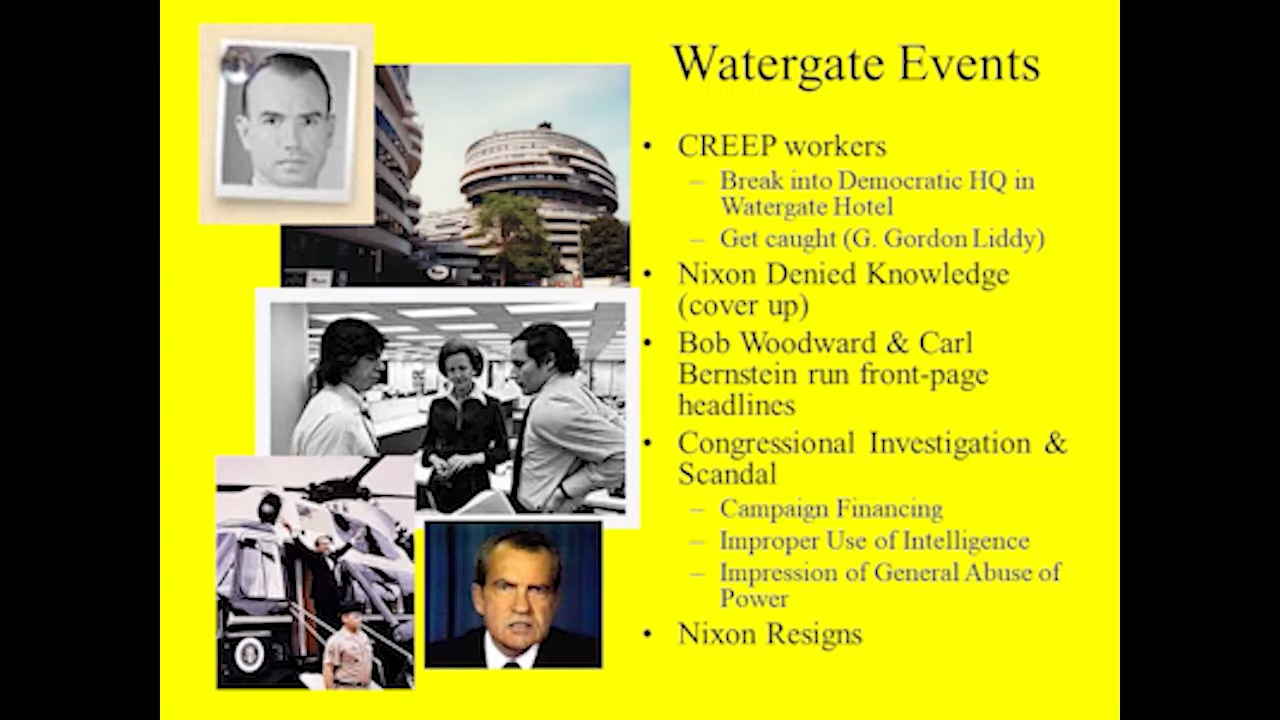 Watergate Events
• CREEP workers
– Break into Democratic HQ in
Watergate Hotel
– Get caught (G. Gordon Liddy)
• Nixon Denied Knowledge
(cover up)
• Bob Woodward & Carl
Bernstein run front-page
headlines
• Congressional Investigation &
Scandal
– Campaign Financing
– Improper Use of Intelligence
– Impression of General Abuse of
Power
• Nixon Resigns